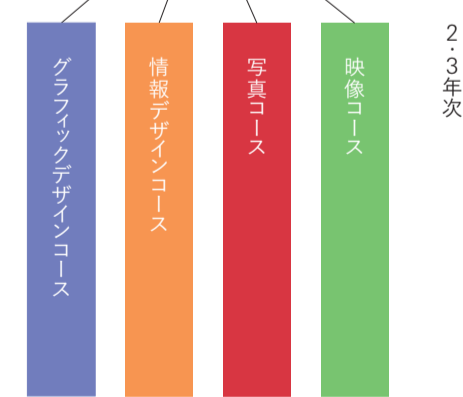 2・3年次
映像コース
写真コース
情報デザインコース
グラフィックデザインコース